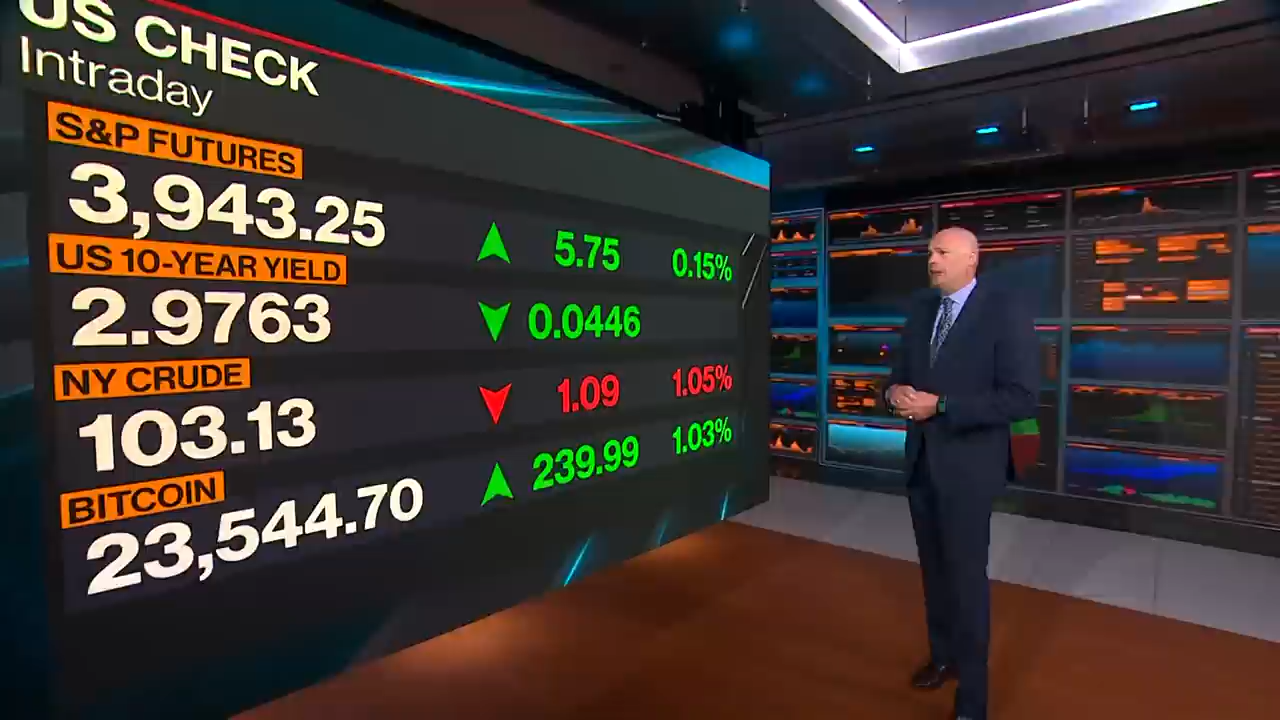 US CHECK
Intraday
S&P FUTURES
3,943.25 5.75 0.15%
US 10-YEAR YIELD
2.9763 0.0446
NY CRUDE
103.13 1.09 1.05%
BITCOIN
23,544.70 239.99 1.03%